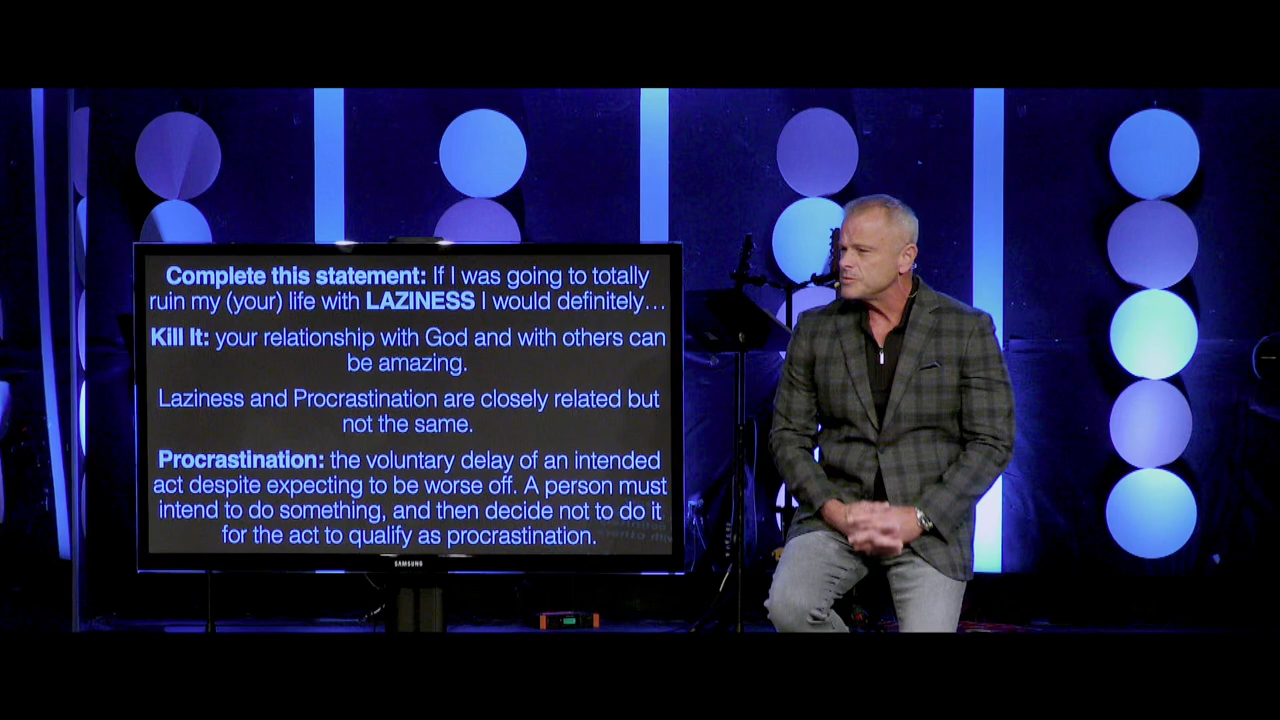 Complete this statement: If I was going to totally
ruin my (your) life with LAZINESS I would definitely…
Kill It: your relationship with God and with others can
be amazing.
Laziness and Procrastination are closely related but
not the same.
Procrastination: the voluntary delay of an intended
act despite expecting to be worse off. A person must
intend to do something, and then decide not to do it
for the act to qualify as procrastination.
SAMSUNG